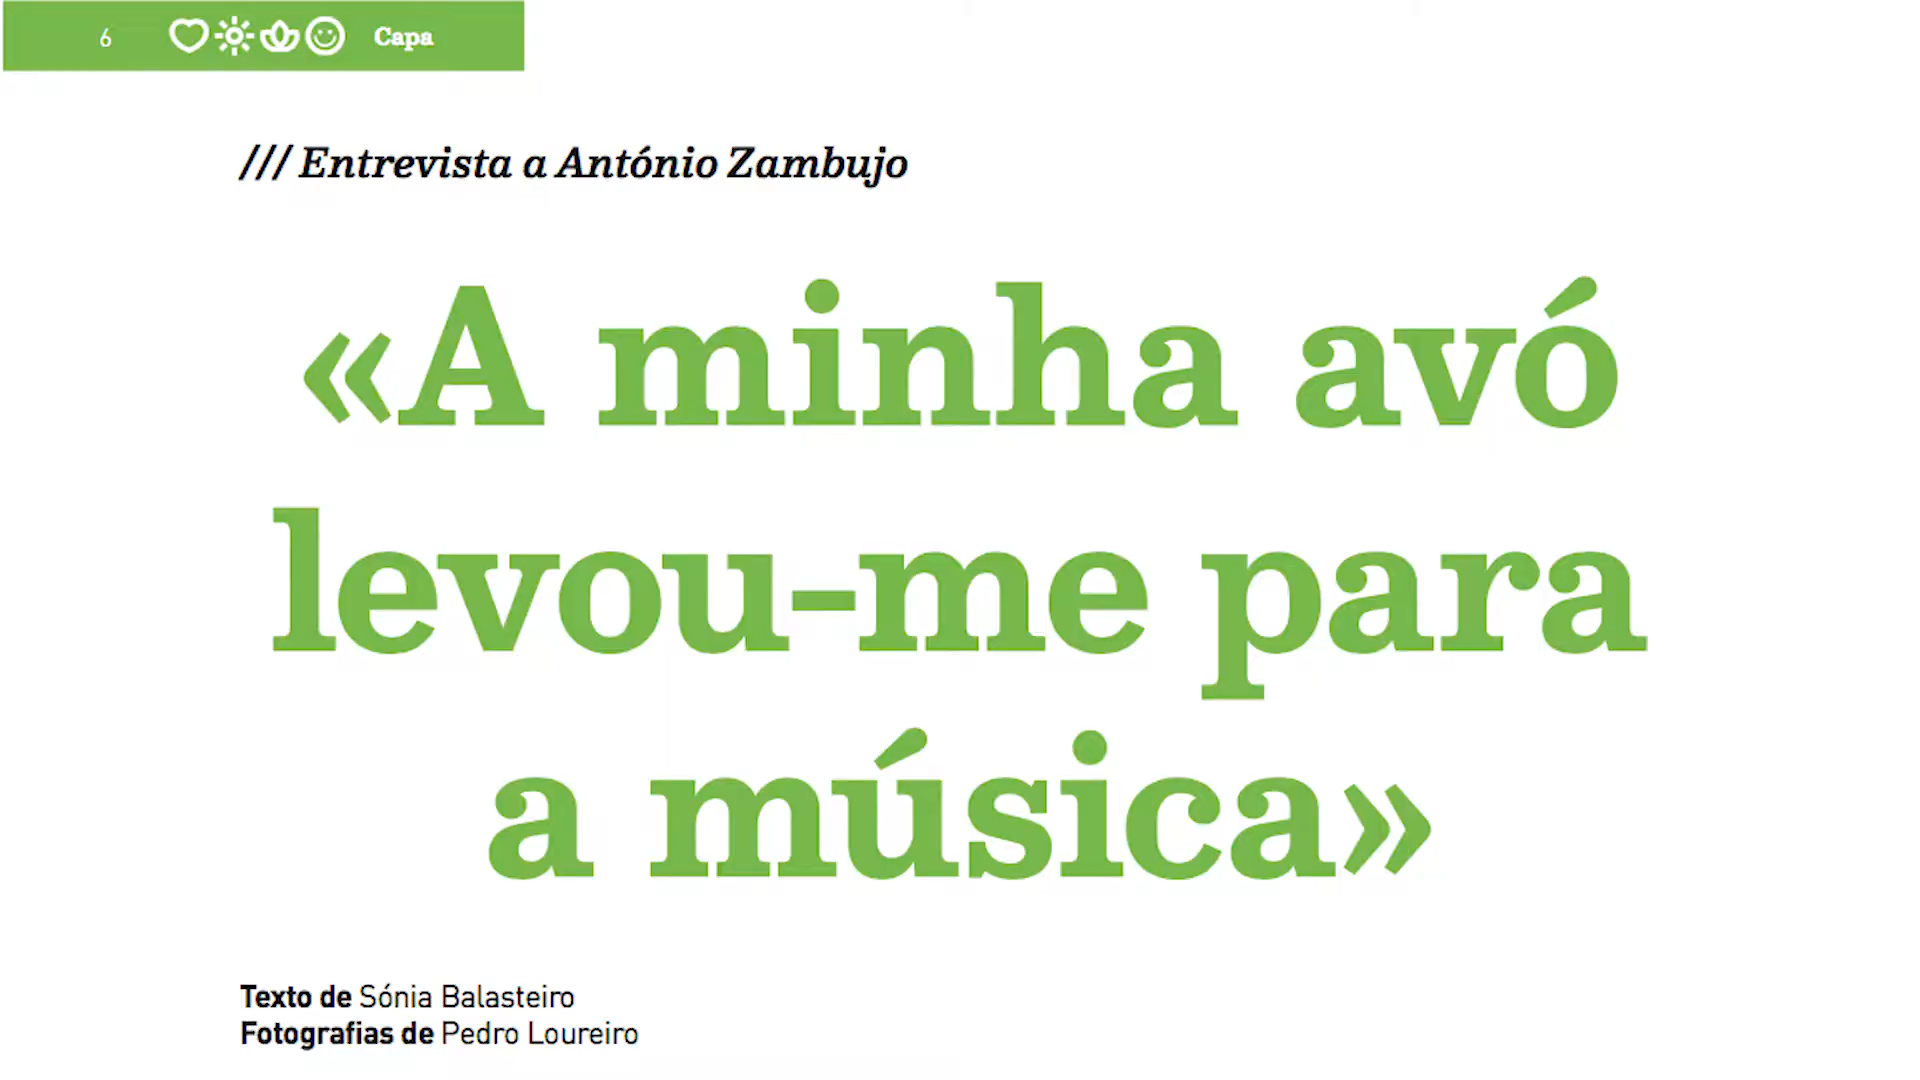 6 Capa
/// Entrevista a António Zambujo
«A minha avó
levou-me para
a música»
Texto de Sónia Balasteiro
Fotografias de Pedro Loureiro